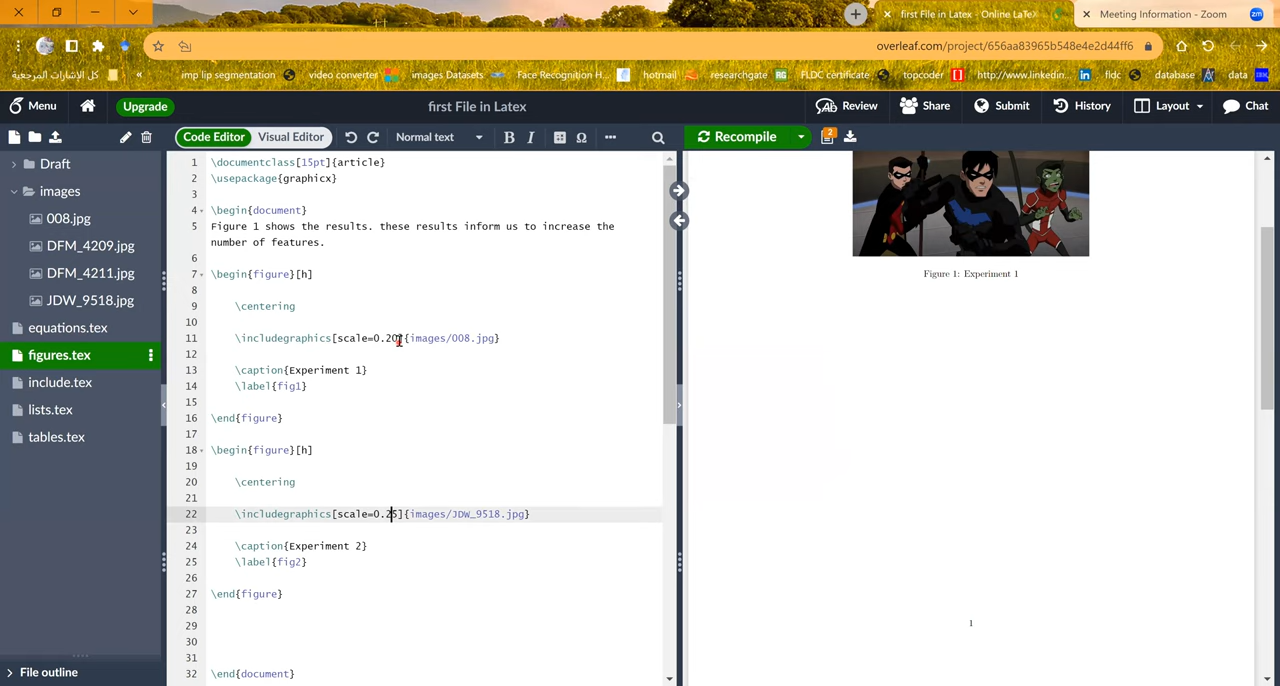 first File in Latex - Online LaTe
Meeting Information - Zoom
overleaf.com/project/656aa83965b548e4e2d44ff6
كل الإشارات المرجعية
«
imp lip segmentation
video converter
images Datasets
Face Recognition H...
hotmail
researchgate
FLDC certificate
topcoder
http://www.linkedin...
fldc
database
data
Menu
Upgrade
first File in Latex
Review
Share
Submit
History
Layout
Chat
Code Editor
Visual Editor
Normal text
B
I
Ω
Recompile
2
Draft
images
008.jpg
DFM_4209.jpg
DFM_4211.jpg
JDW_9518.jpg
equations.tex
figures.tex
include.tex
lists.tex
tables.tex
File outline
1 \documentclass[15pt]{article}
2 \usepackage{graphicx}
3
4 \begin{document}
5 Figure 1 shows the results. these results inform us to increase the
number of features.
6
7 \begin{figure}[h]
8
9 \centering
10
11 \includegraphics[scale=0.20]{images/008.jpg}
12
13 \caption{Experiment 1}
14 \label{fig1}
15
16 \end{figure}
17
18 \begin{figure}[h]
19
20 \centering
21
22 \includegraphics[scale=0.25]{images/JDW_9518.jpg}
23
24 \caption{Experiment 2}
25 \label{fig2}
26
27 \end{figure}
28
29
30
31
32 \end{document}
Figure 1: Experiment 1
1